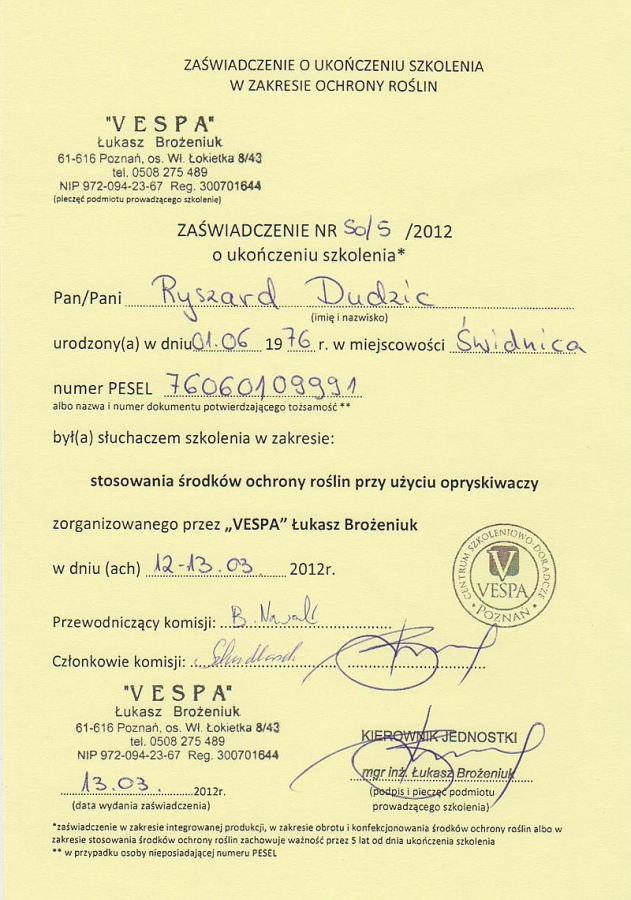 ZAŚWIADCZENIE O UKOŃCZENIU SZKOLENIA
W ZAKRESIE OCHRONY ROŚLIN
"VESPA"
Łukasz Brożeniuk
61-616 Poznań, os. Wł. Łokietka 8/43
tel. 0508 275 489
NIP 972-094-23-67 Reg. 300701644
(pieczęć podmiotu prowadzącego szkolenie)
ZAŚWIADCZENIE NR So/5 /2012
o ukończeniu szkolenia*
Pan/Pani Ryszard Dudzic
(imię i nazwisko)
urodzony(a) w dniu 01.06 1976 r. w miejscowości Świdnica
numer PESEL 76060109991
albo nazwa i numer dokumentu potwierdzającego tożsamość **
był(a) słuchaczem szkolenia w zakresie:
stosowania środków ochrony roślin przy użyciu opryskiwaczy
zorganizowanego przez „VESPA” Łukasz Brożeniuk
w dniu (ach) 12-13.03. 2012r.
CENTRUM SZKOLENIOWO-DORADCZE
V
VESPA
• POZNAŃ •
Przewodniczący komisji: B.
Członkowie komisji:
"VESPA"
Łukasz Brożeniuk
61-616 Poznań, os. Wł. Łokietka 8/43
tel. 0508 275 489
NIP 972-094-23-67 Reg. 300701644
KIEROWNIK JEDNOSTKI
mgr inż. Łukasz Brożeniuk
13.03. 2012r.
(data wydania zaświadczenia)
(podpis i pieczęć podmiotu
prowadzącego szkolenia)
*zaświadczenie w zakresie integrowanej produkcji, w zakresie obrotu i konfekcjonowania środków ochrony roślin albo w
zakresie stosowania środków ochrony roślin zachowuje ważność przez 5 lat od dnia ukończenia szkolenia
** w przypadku osoby nieposiadającej numeru PESEL